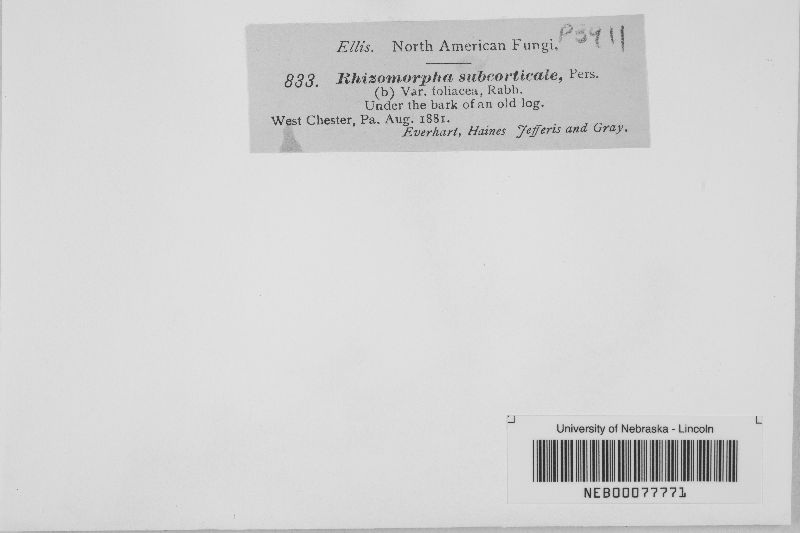 Ellis. North American Fungi. P3911
833. Rhizomorpha subcorticale, Pers.
(b) Var. foliacea, Rabh.
Under the bark of an old log.
West Chester, Pa. Aug. 1881.
Everhart, Haines Jefferis and Gray.
University of Nebraska - Lincoln
NEB00077771